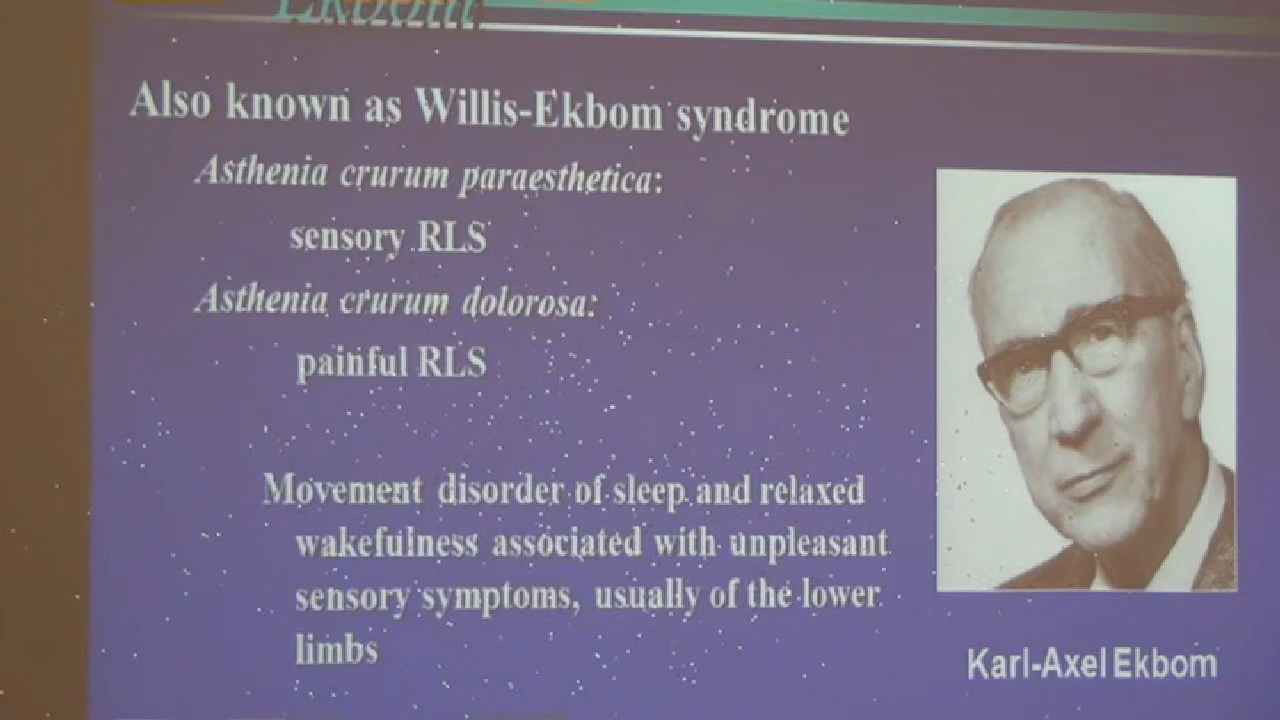 Ekbom
Also known as Willis-Ekbom syndrome
Asthenia crurum paraesthetica:
sensory RLS
Asthenia crurum dolorosa:
painful RLS
Movement disorder of sleep and relaxed
wakefulness associated with unpleasant
sensory symptoms, usually of the lower
limbs
Karl-Axel Ekbom